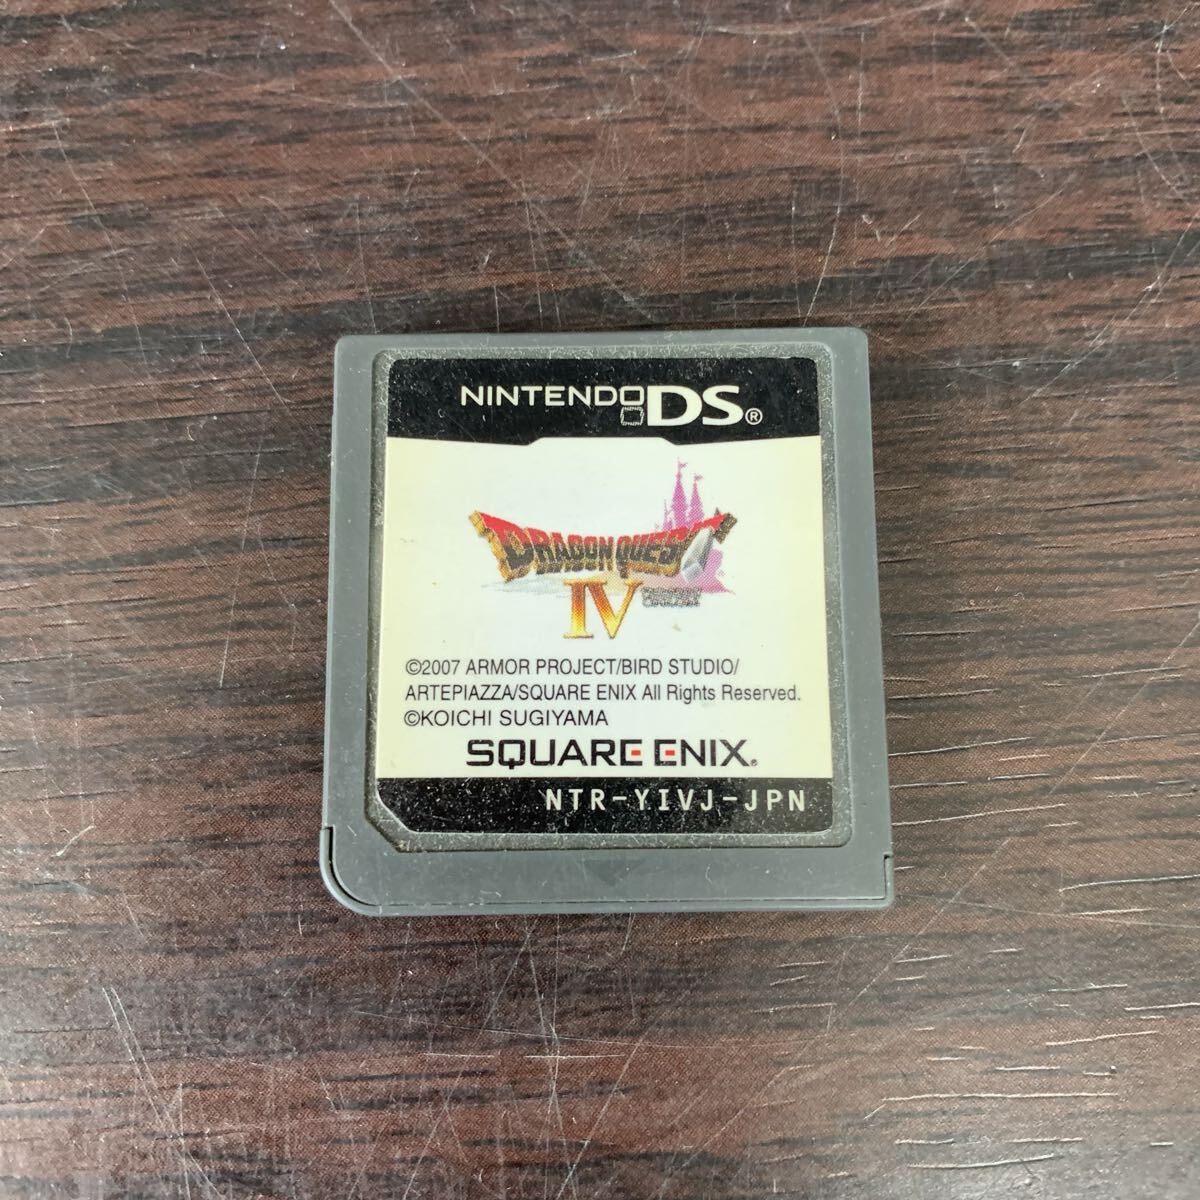 NINTENDO DS®
DRAGON QUEST
IV
©2007 ARMOR PROJECT/BIRD STUDIO/
ARTEPIAZZA/SQUARE ENIX All Rights Reserved.
©KOICHI SUGIYAMA
SQUARE ENIX®
NTR-YIVJ-JPN